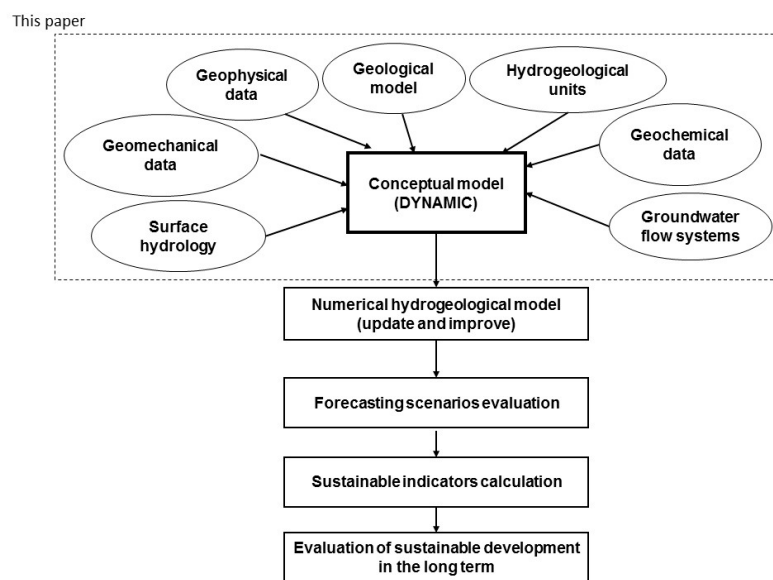 This paper
Geophysical
data
Geological
model
Hydrogeological
units
Geomechanical
data
Geochemical
data
Conceptual model
(DYNAMIC)
Surface
hydrology
Groundwater
flow systems
Numerical hydrogeological model
(update and improve)
Forecasting scenarios evaluation
Sustainable indicators calculation
Evaluation of sustainable development
in the long term